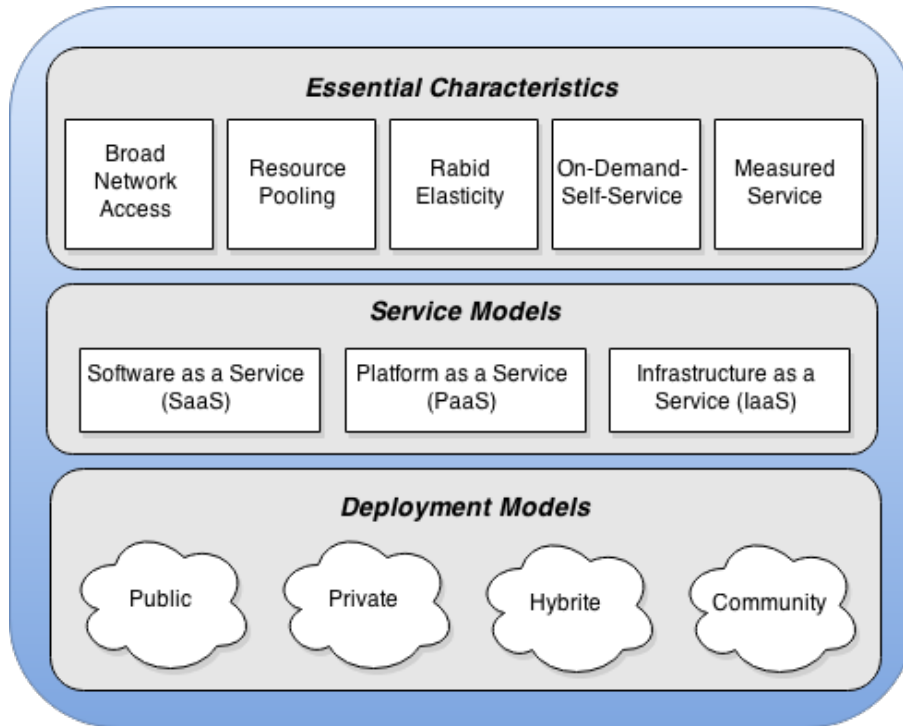 Essential Characteristics
Broad
Network
Access
Resource
Pooling
Rabid
Elasticity
On-Demand-
Self-Service
Measured
Service
Service Models
Software as a Service
(SaaS)
Platform as a Service
(PaaS)
Infrastructure as a
Service (IaaS)
Deployment Models
Public
Private
Hybrite
Community